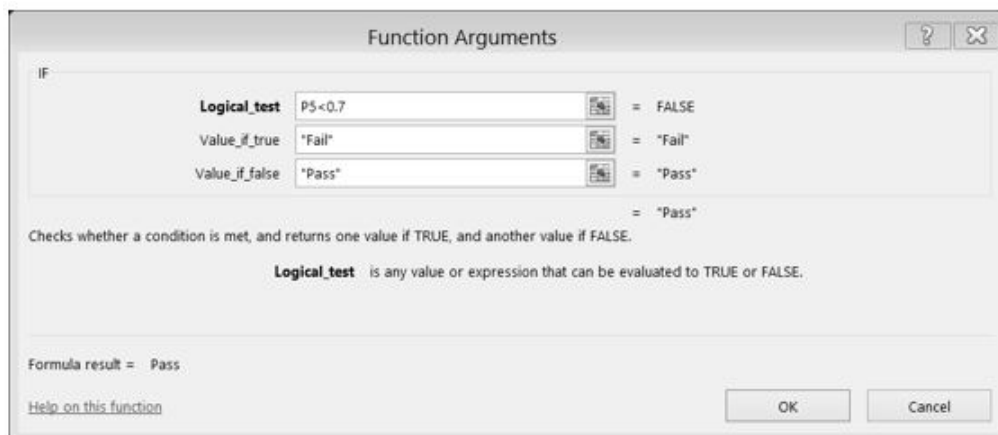 Function Arguments
IF
Logical_test P5<0.7 = FALSE
Value_if_true "Fail" = "Fail"
Value_if_false "Pass" = "Pass"
= "Pass"
Checks whether a condition is met, and returns one value if TRUE, and another value if FALSE.
Logical_test is any value or expression that can be evaluated to TRUE or FALSE.
Formula result = Pass
Help on this function
OK Cancel